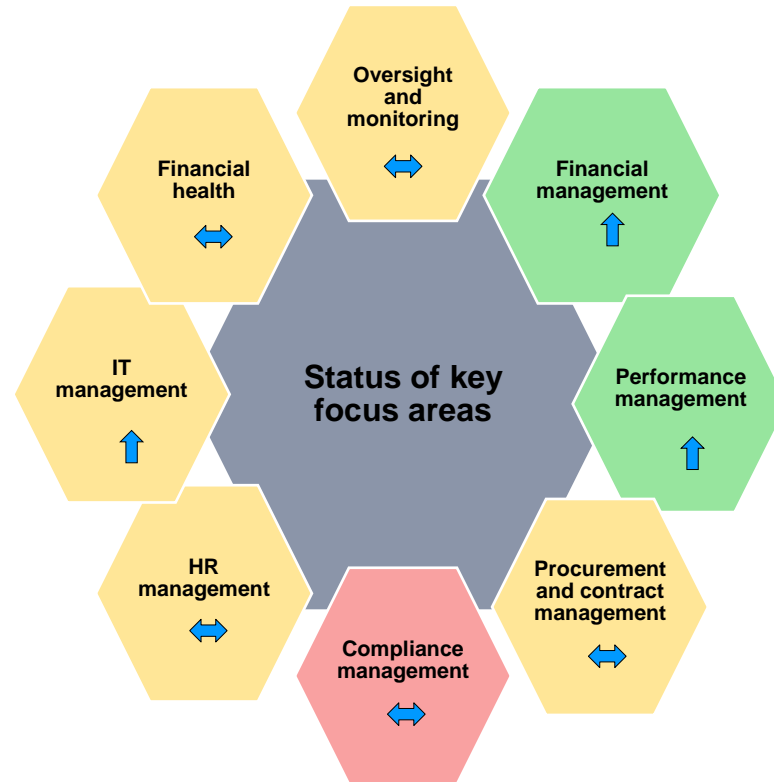 Oversight
and
monitoring
Financial
management
Performance
management
Procurement
and contract
management
Compliance
management
HR
management
IT
management
Financial
health
Status of key
focus areas